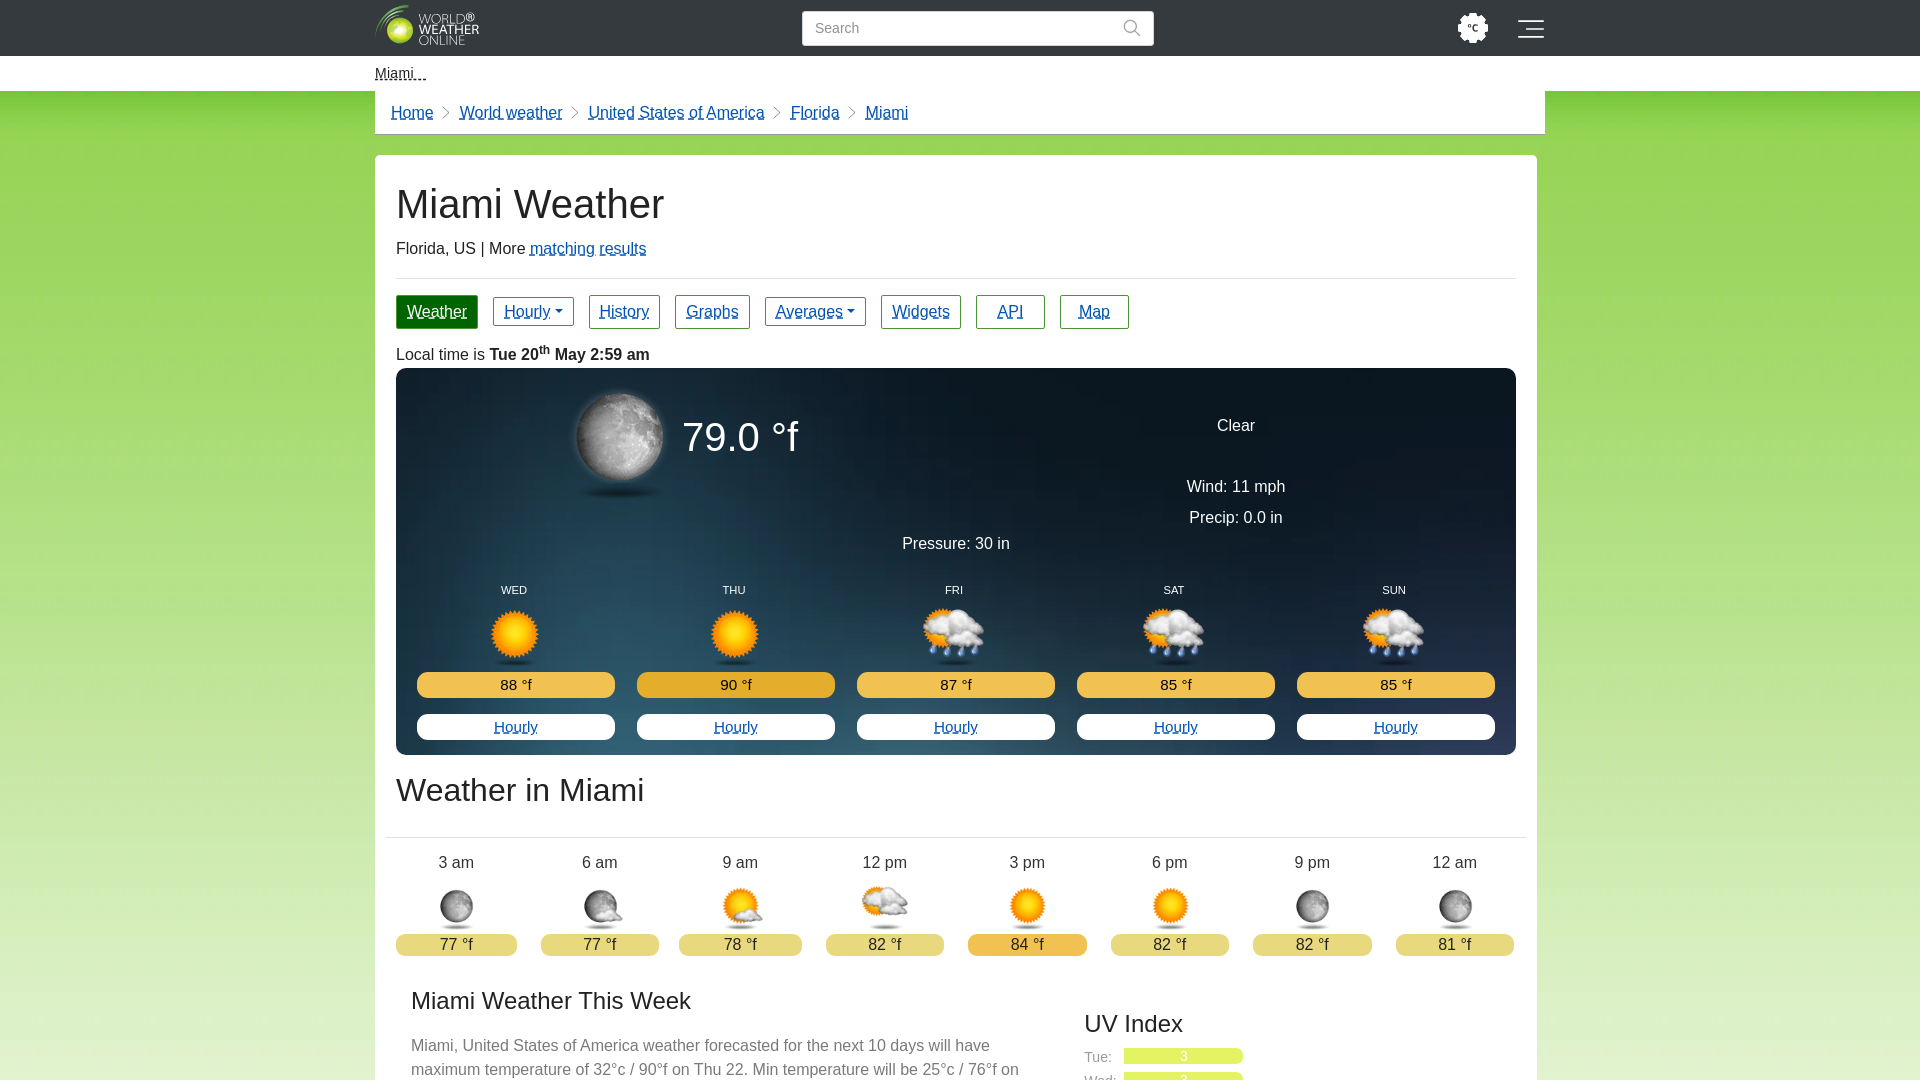 WORLD®
WEATHER
ONLINE
Search
°C
Miami
Home World weather United States of America Florida Miami
Miami Weather
Florida, US | More matching results
Weather Hourly History Graphs Averages Widgets API Map
Local time is Tue 20th May 2:59 am
79.0 °f
Clear
Wind: 11 mph
Precip: 0.0 in
Pressure: 30 in
WED THU FRI SAT SUN
88 °f 90 °f 87 °f 85 °f 85 °f
Hourly Hourly Hourly Hourly Hourly
Weather in Miami
3 am 6 am 9 am 12 pm 3 pm 6 pm 9 pm 12 am
77 °f 77 °f 78 °f 82 °f 84 °f 82 °f 82 °f 81 °f
Miami Weather This Week
Miami, United States of America weather forecasted for the next 10 days will have
maximum temperature of 32°c / 90°f on Thu 22. Min temperature will be 25°c / 76°f on
UV Index
Tue: 3
Wed: 3